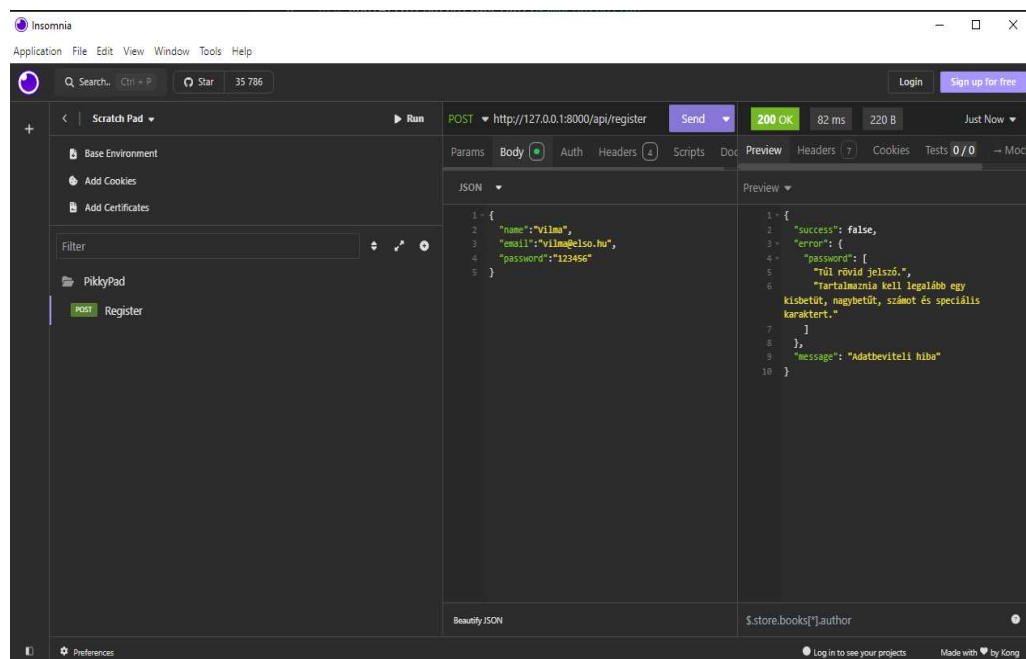 Insomnia
Application File Edit View Window Tools Help
Search.. Ctrl + P Star 35 786 Login Sign up for free
Scratch Pad Run
Base Environment
Add Cookies
Add Certificates
Filter
PikkyPad
POST Register
POST http://127.0.0.1:8000/api/register Send
Params Body Auth Headers 4 Scripts Doc
JSON
1 {
2 "name":"Vilma",
3 "email":"vilma@elso.hu",
4 "password":"123456"
5 }
Beautify JSON
200 OK 82 ms 220 B Just Now
Preview Headers 7 Cookies Tests 0 / 0 → Moc
Preview
1 {
2 "success": false,
3 "error": {
4 "password": [
5 "Túl rövid jelszó.",
6 "Tartalmaznia kell legalább egy
kisbetüt, nagybetűt, számot és speciális
karaktert."
7 ]
8 },
9 "message": "Adatbeviteli hiba"
10 }
$.store.books[*].author
Preferences
Log in to see your projects Made with by Kong